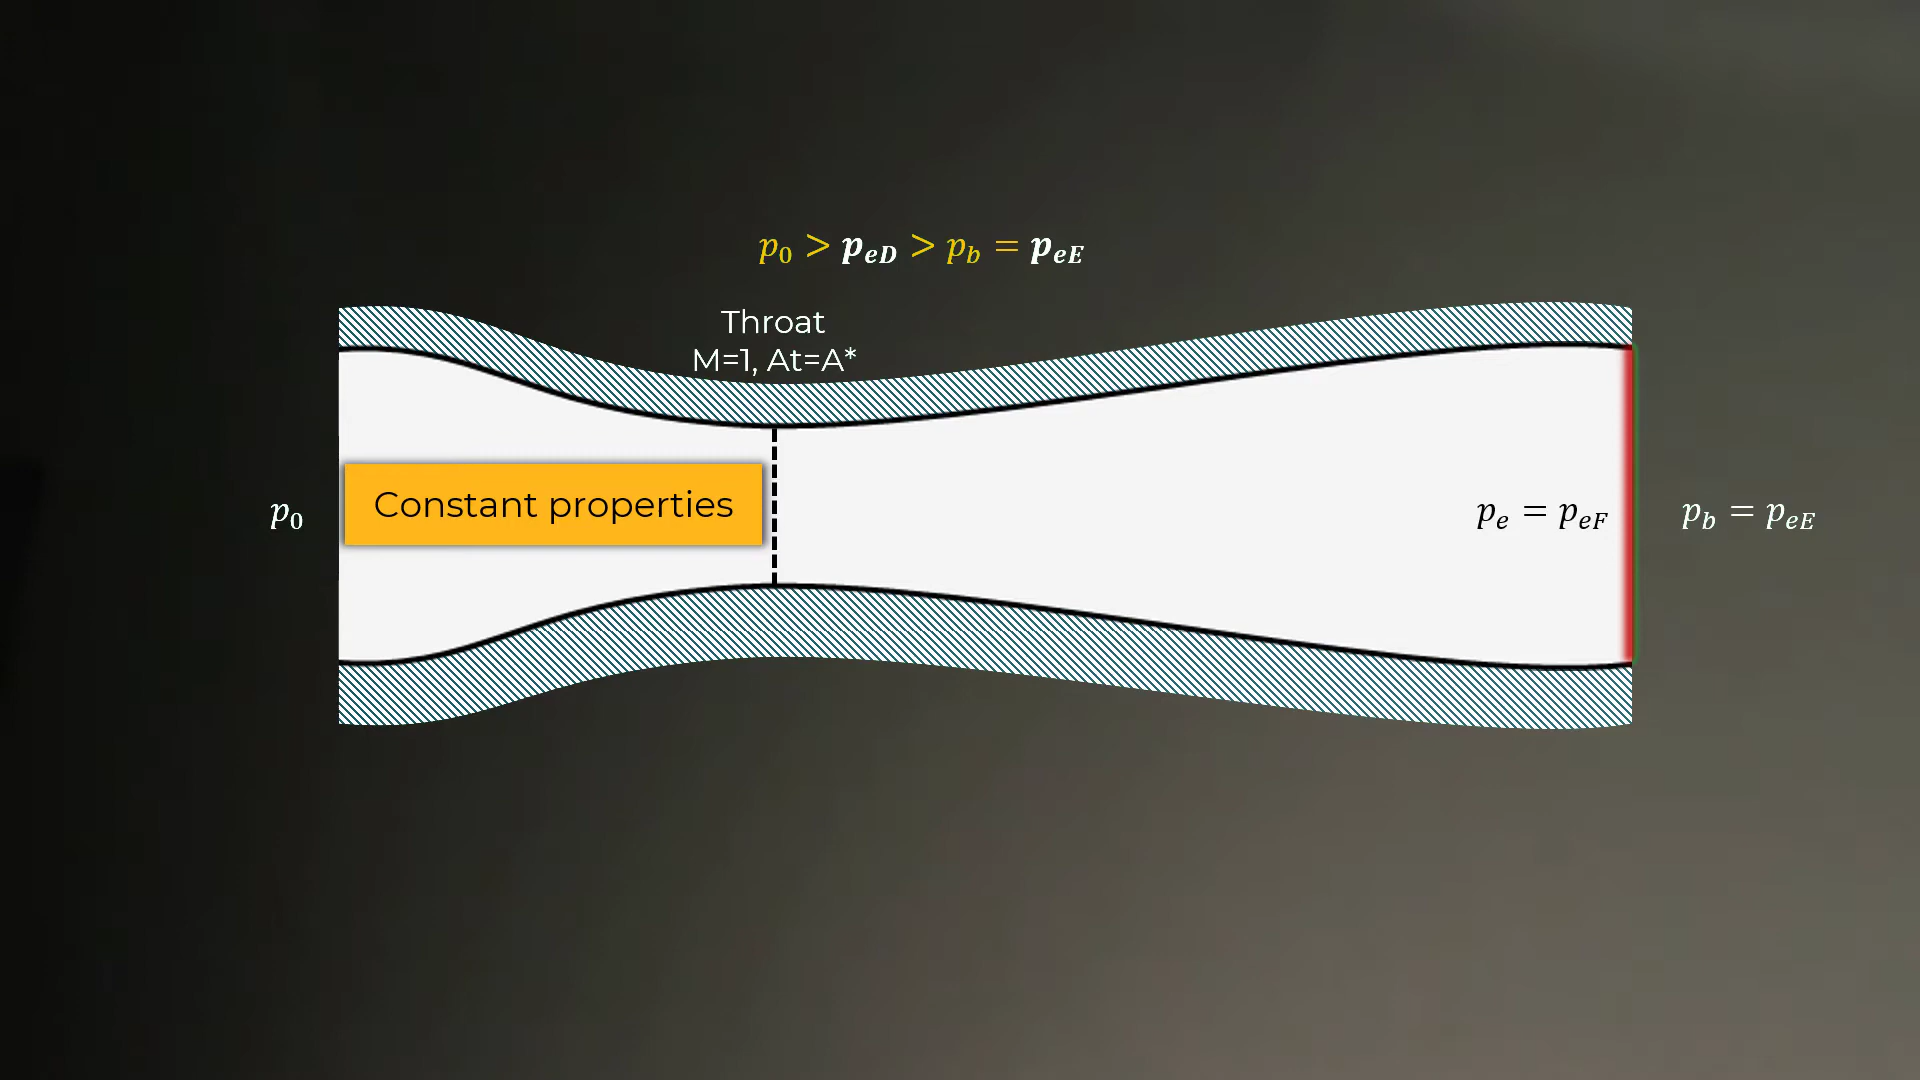 p₀ > p_eD > p_b = p_eE
Throat
M=1, At=A*
Constant properties
p₀
p_e = p_eF
p_b = p_eE